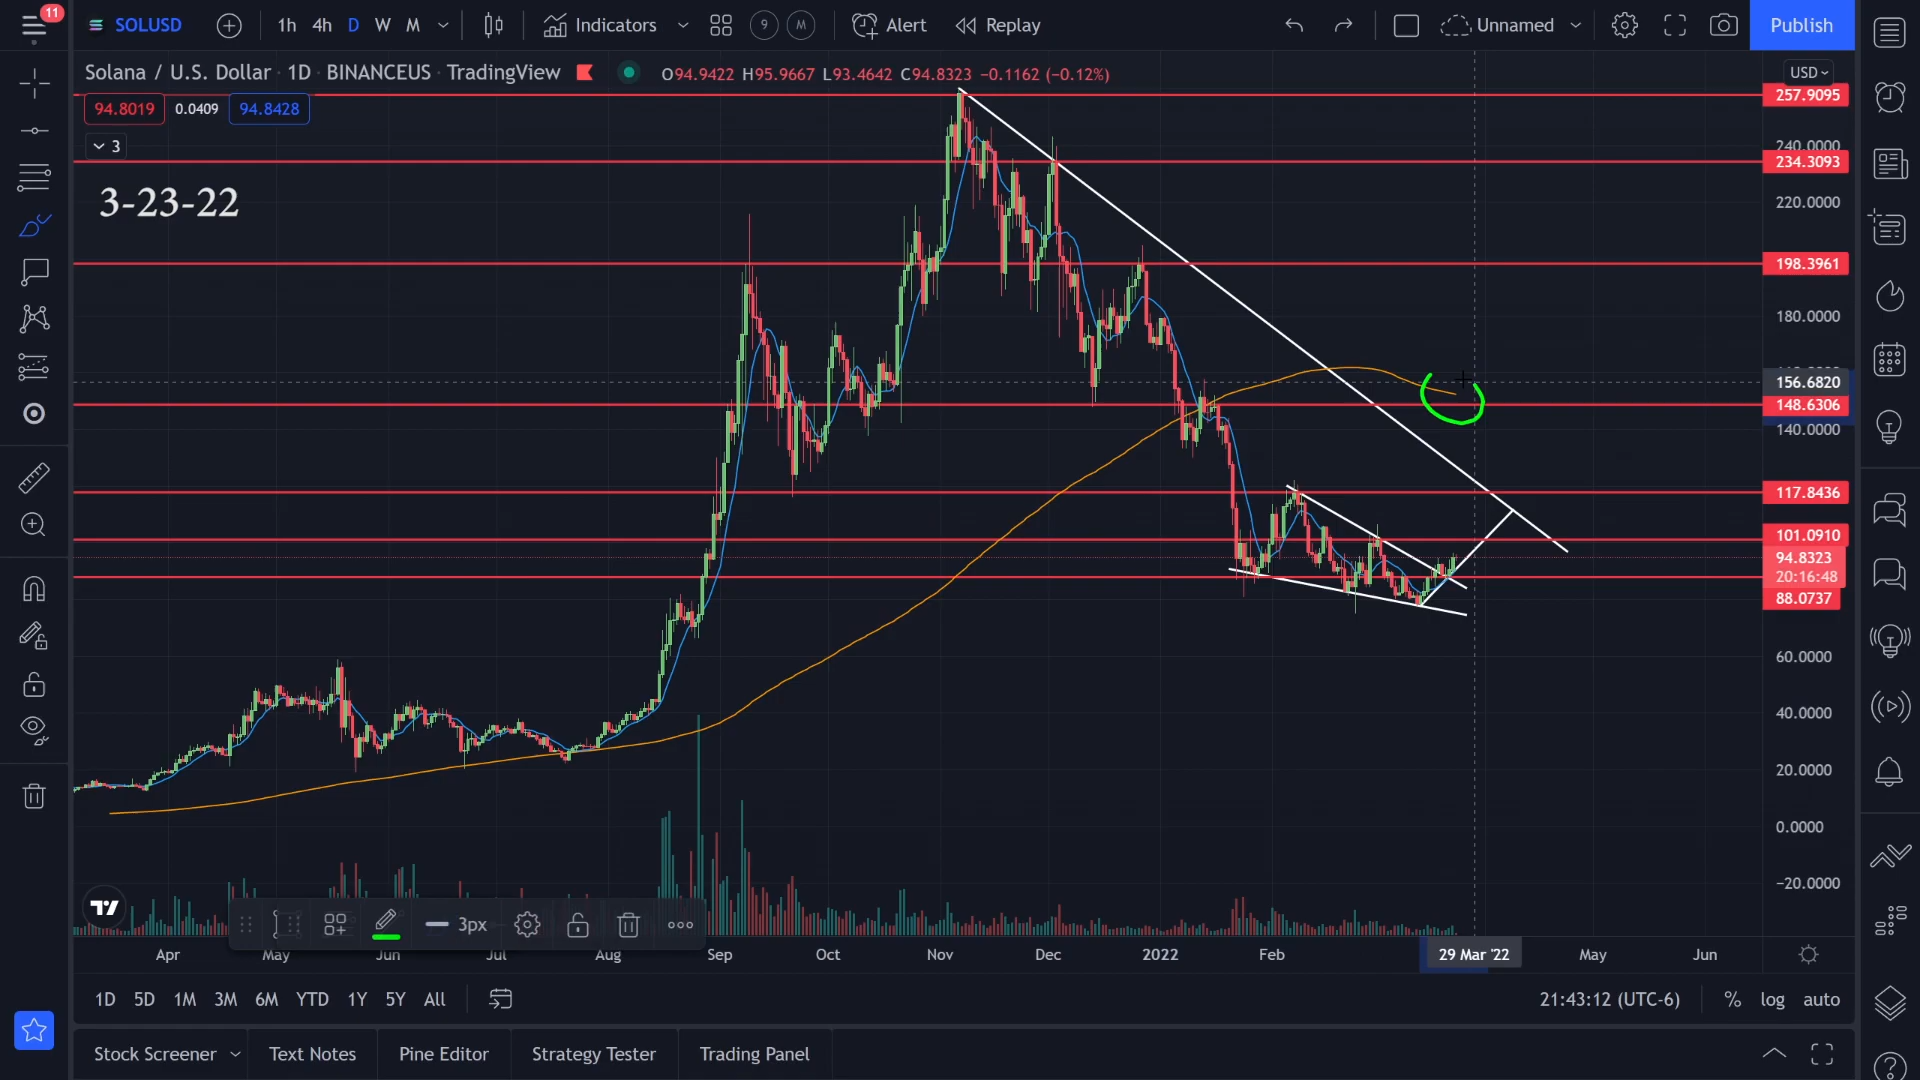 11
SOLUSD 1h 4h D W M Indicators 9 M Alert Replay Unnamed Publish
Solana / U.S. Dollar · 1D · BINANCEUS · TradingView O94.9422 H95.9667 L93.4642 C94.8323 −0.1162 (−0.12%)
USD
94.8019 0.0409 94.8428
3
3-23-22
257.9095
240.0000
234.3093
220.0000
198.3961
180.0000
156.6820
148.6306
140.0000
117.8436
101.0910
94.8323
20:16:48
88.0737
60.0000
40.0000
20.0000
0.0000
−20.0000
3px
Apr May Jun Jul Aug Sep Oct Nov Dec 2022 Feb 29 Mar '22 May Jun
1D 5D 1M 3M 6M YTD 1Y 5Y All 21:43:12 (UTC-6) % log auto
Stock Screener Text Notes Pine Editor Strategy Tester Trading Panel